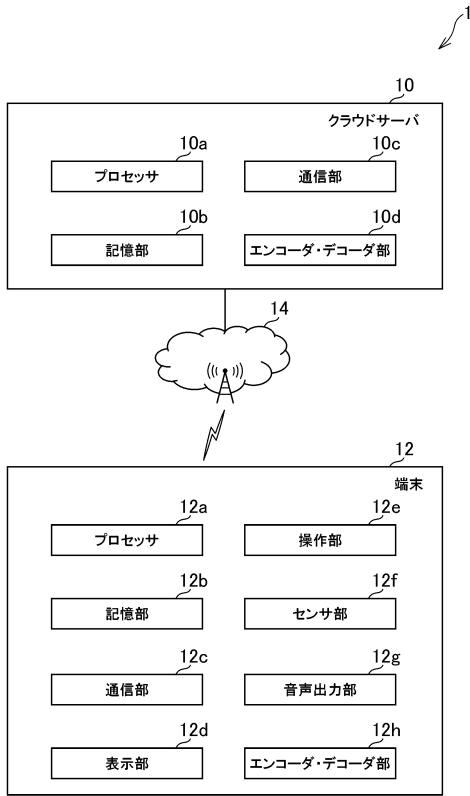 1
10
クラウドサーバ
10a
10c
プロセッサ
通信部
10b
10d
記憶部
エンコーダ・デコーダ部
14
12
端末
12a
12e
プロセッサ
操作部
12b
12f
記憶部
センサ部
12c
12g
通信部
音声出力部
12d
12h
表示部
エンコーダ・デコーダ部